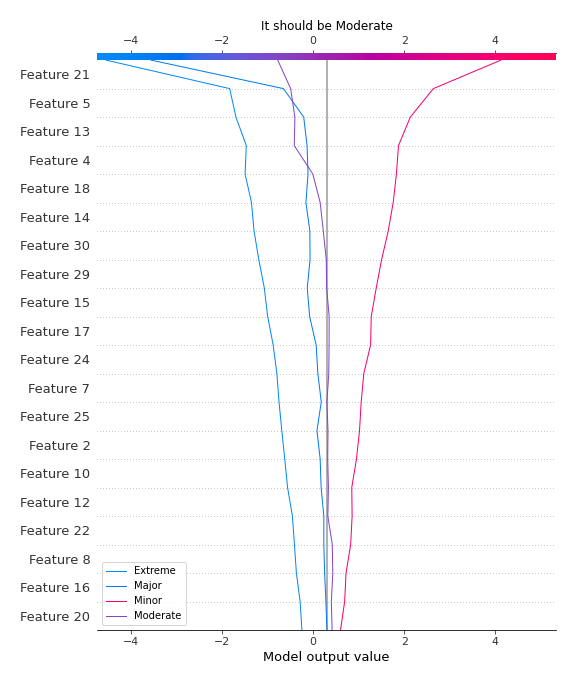 It should be Moderate
−4 −2 0 2 4
Feature 21
Feature 5
Feature 13
Feature 4
Feature 18
Feature 14
Feature 30
Feature 29
Feature 15
Feature 17
Feature 24
Feature 7
Feature 25
Feature 2
Feature 10
Feature 12
Feature 22
Feature 8
Feature 16
Feature 20
Extreme
Major
Minor
Moderate
−4 −2 0 2 4
Model output value